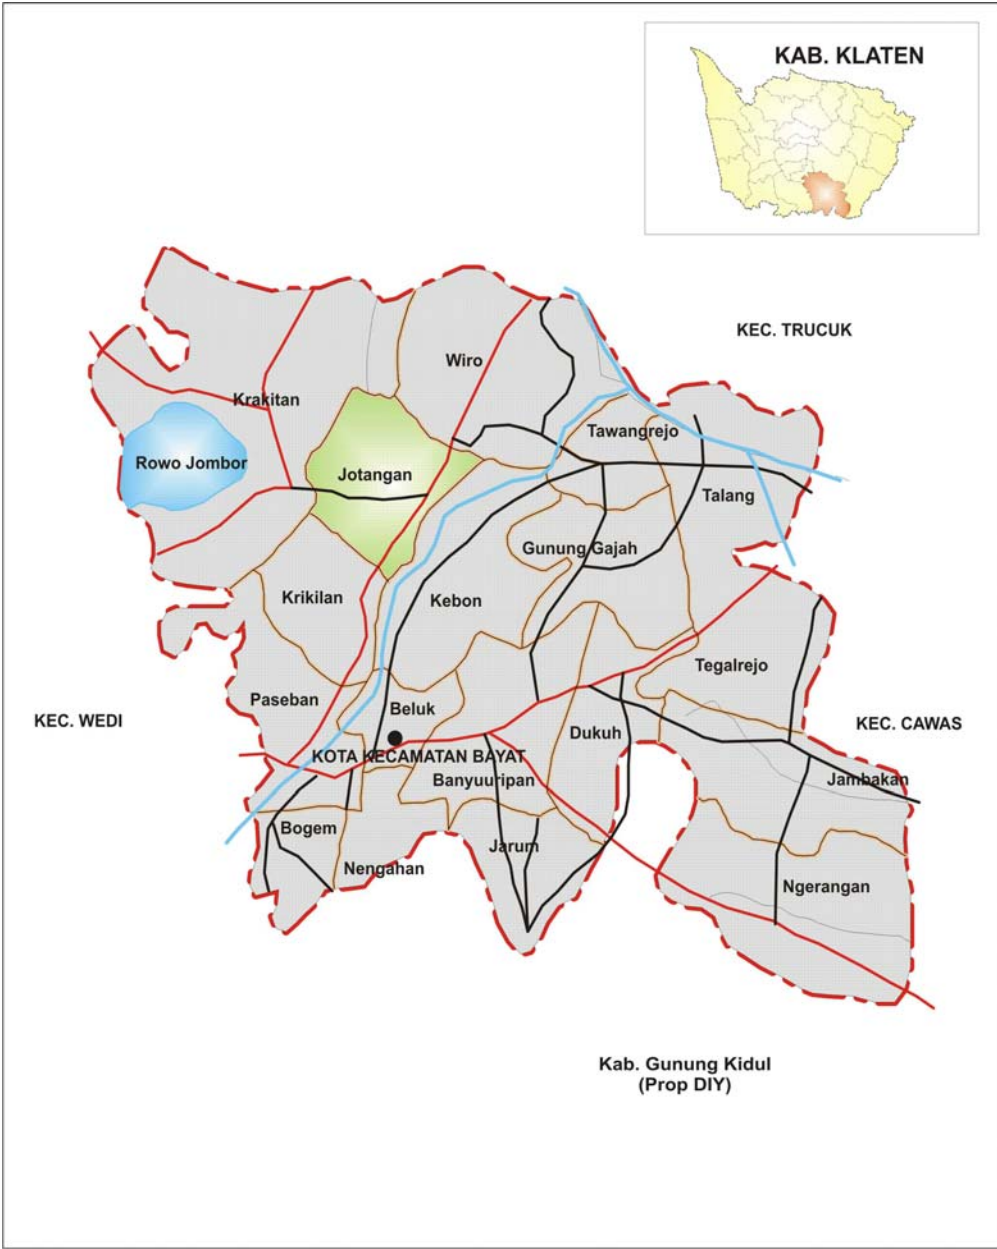 KAB. KLATEN
KEC. TRUCUK
Wiro
Krakitan
Tawangrejo
Rowo Jombor
Jotangan
Talang
Gunung Gajah
Krikilan
Kebon
Tegalrejo
Paseban
Beluk
KEC. WEDI
KEC. CAWAS
Dukuh
KOTA KECAMATAN BAYAT
Banyuuripan
Jambakan
Bogem
Jarum
Nengahan
Ngerangan
Kab. Gunung Kidul
(Prop DIY)